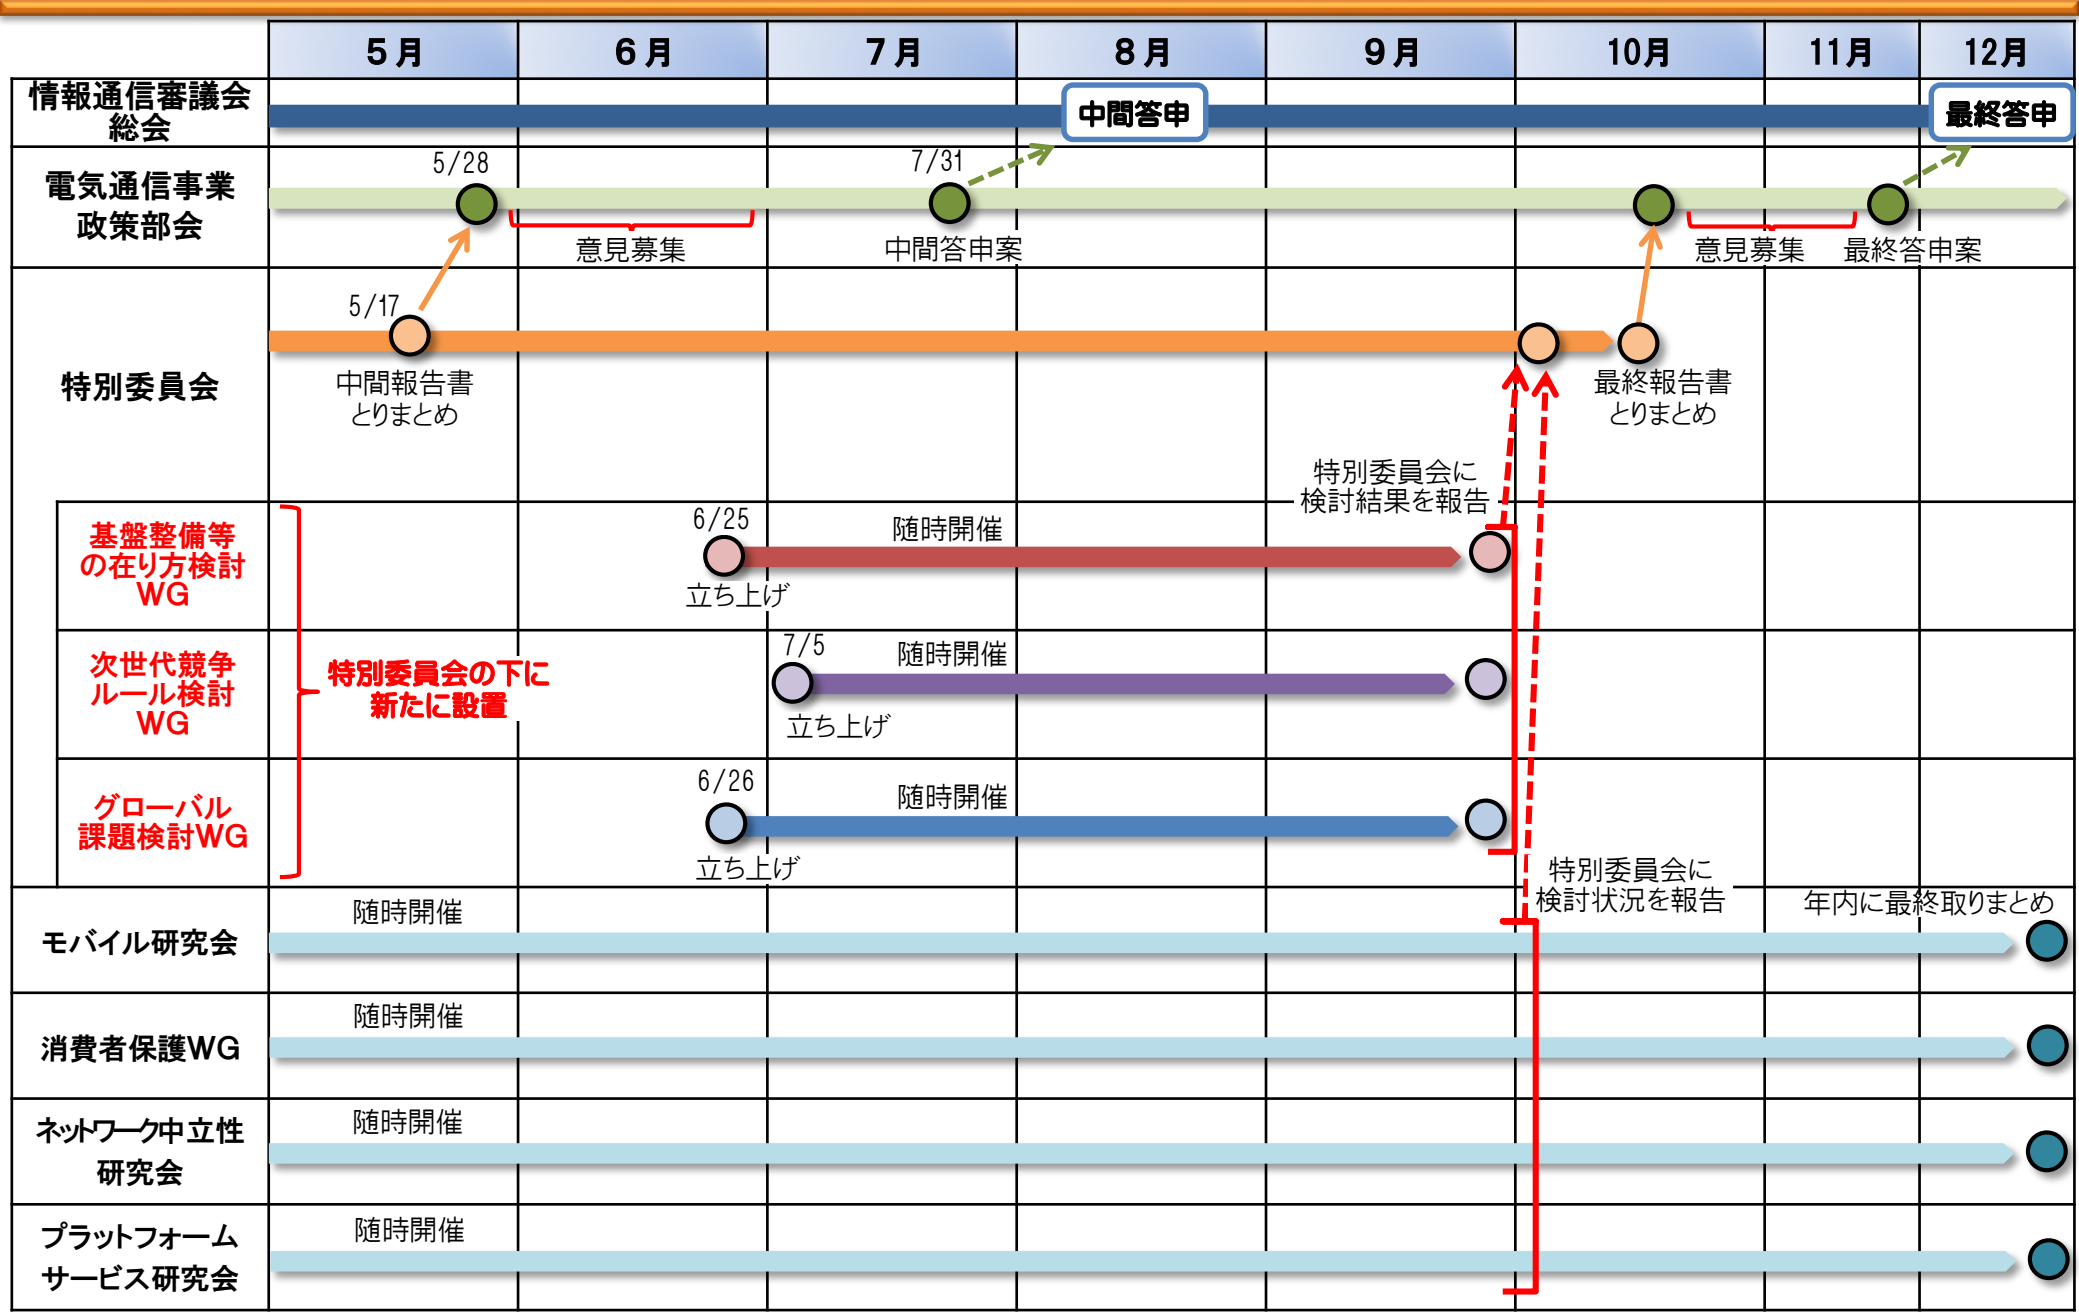 5月
6月
7月
8月
9月
10月
11月
12月
情報通信審議会
総会
中間答申
最終答申
電気通信事業
政策部会
5/28
意見募集
7/31
中間答申案
意見募集
最終答申案
特別委員会
5/17
中間報告書
とりまとめ
最終報告書
とりまとめ
特別委員会に
検討結果を報告
基盤整備等
の在り方検討
WG
6/25
随時開催
立ち上げ
次世代競争
ルール検討
WG
特別委員会の下に
新たに設置
7/5
随時開催
立ち上げ
グローバル
課題検討WG
6/26
随時開催
立ち上げ
特別委員会に
検討状況を報告
モバイル研究会
随時開催
年内に最終取りまとめ
消費者保護WG
随時開催
ネットワーク中立性
研究会
随時開催
プラットフォーム
サービス研究会
随時開催